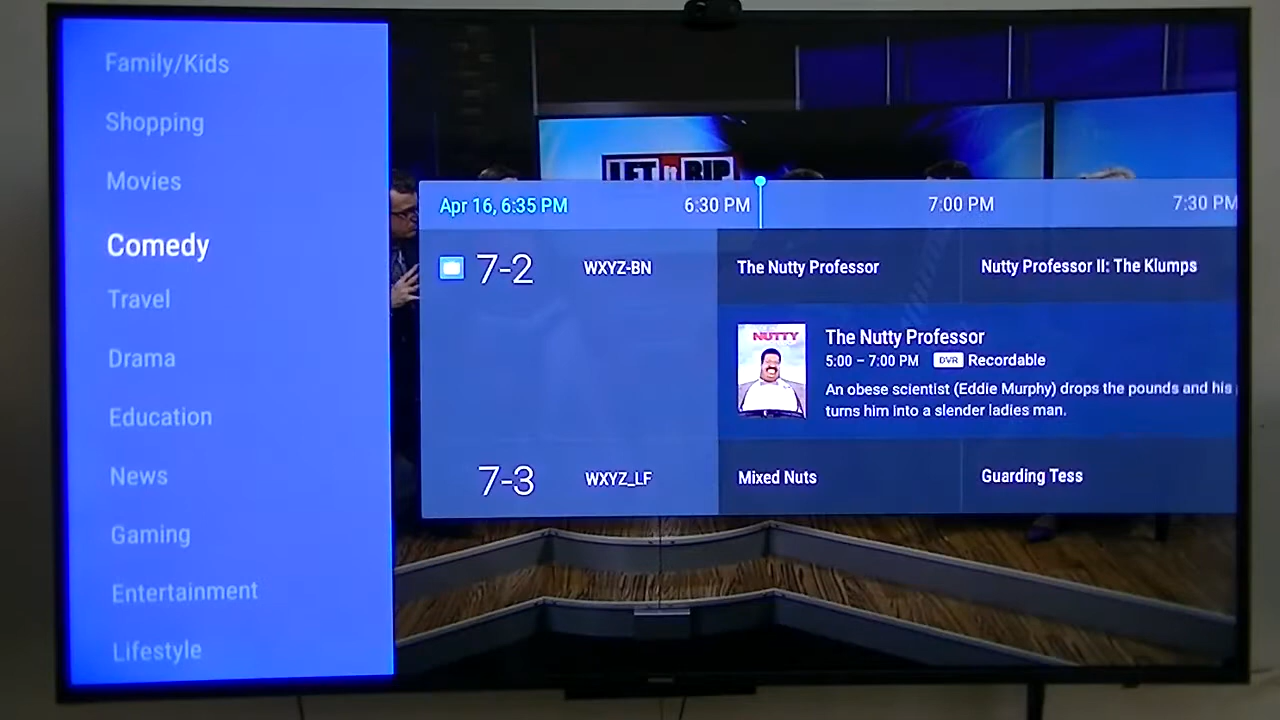 Family/Kids
Shopping
Movies
Comedy
Travel
Drama
Education
News
Gaming
Entertainment
Lifestyle
LET it RIP
Apr 16, 6:35 PM 6:30 PM 7:00 PM 7:30 PM
7-2 WXYZ-BN The Nutty Professor Nutty Professor II: The Klumps
NUTTY
The Nutty Professor
5:00 – 7:00 PM DVR Recordable
An obese scientist (Eddie Murphy) drops the pounds and his
turns him into a slender ladies man.
7-3 WXYZ_LF Mixed Nuts Guarding Tess